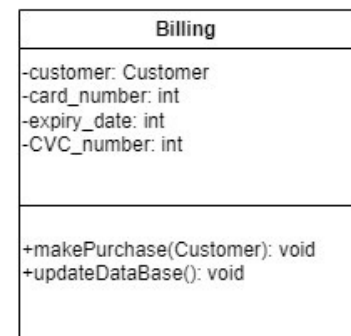 Billing
-customer: Customer
-card_number: int
-expiry_date: int
-CVC_number: int
+makePurchase(Customer): void
+updateDataBase(): void